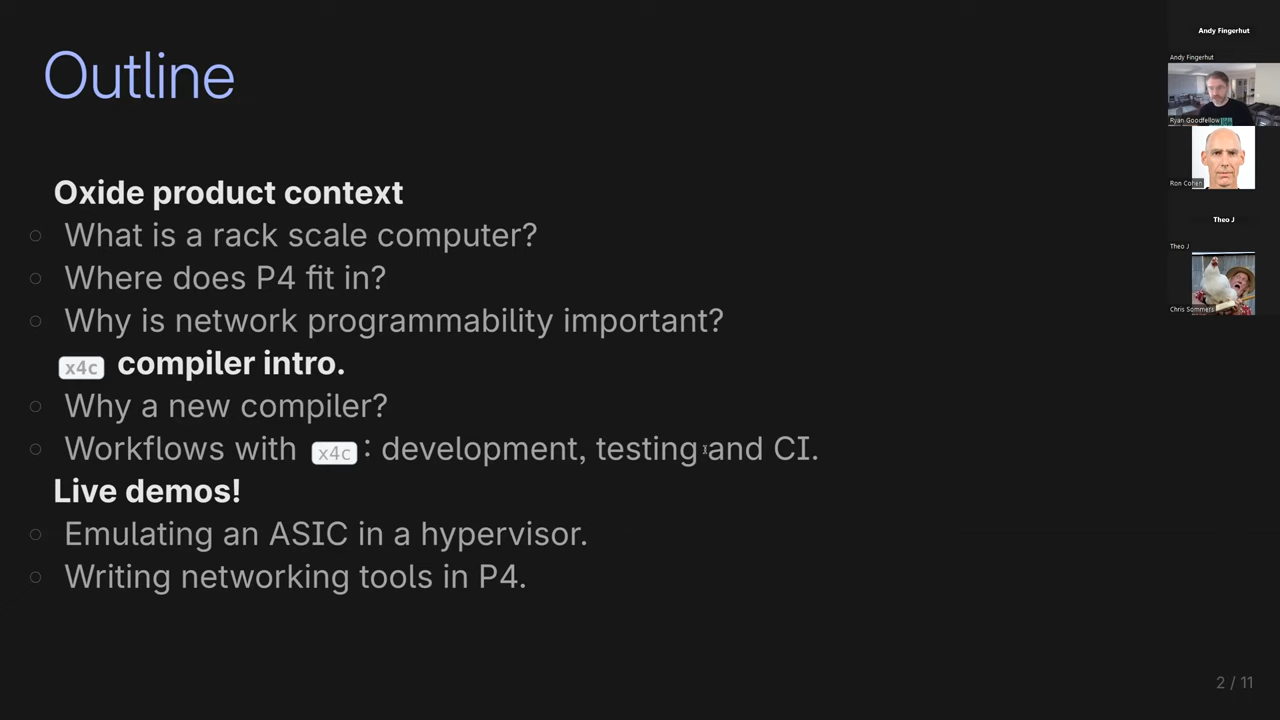 Outline
Oxide product context
What is a rack scale computer?
Where does P4 fit in?
Why is network programmability important?
x4c compiler intro.
Why a new compiler?
Workflows with x4c: development, testing and CI.
Live demos!
Emulating an ASIC in a hypervisor.
Writing networking tools in P4.
2 / 11
Andy Fingerhut
Andy Fingerhut
Ryan Goodfellow
Ron Cohen
Theo J
Theo J
Chris Sommers